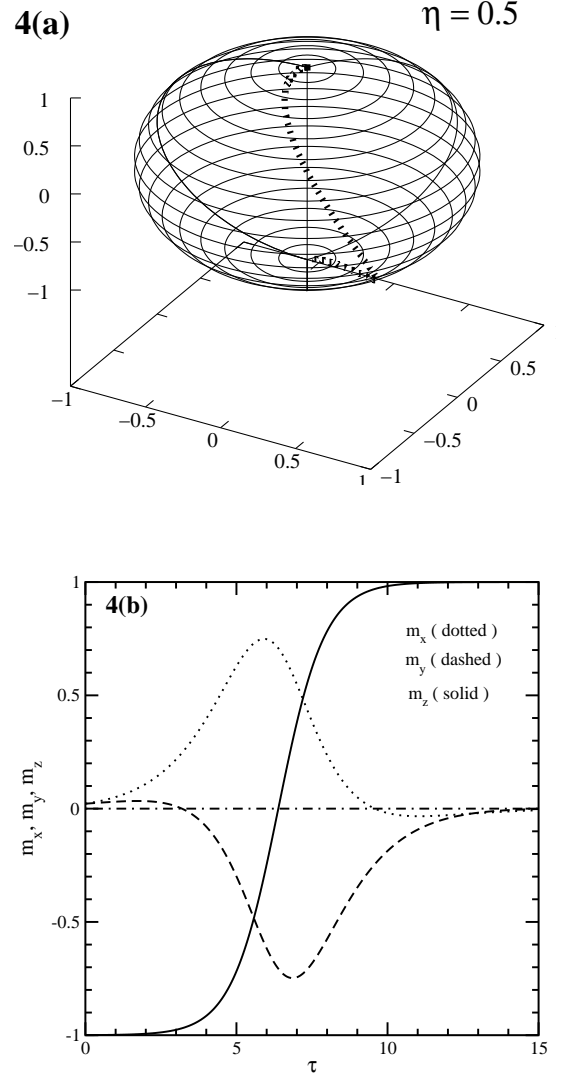 4(a)
η = 0.5
1
0.5
0
−0.5
−1
−1
−0.5
0
0.5
1
−1
−0.5
0
0.5
4(b)
m_x ( dotted )
m_y ( dashed )
m_z ( solid )
m_x, m_y, m_z
1
0.5
0
-0.5
-1
0
5
10
15
τ